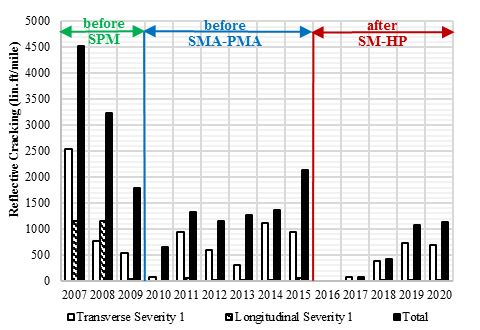 before
SPM
before
SMA-PMA
after
SM-HP
Reflective Cracking (lin. ft/mile)
5000
4500
4000
3500
3000
2500
2000
1500
1000
500
0
2007 2008 2009 2010 2011 2012 2013 2014 2015 2016 2017 2018 2019 2020
Transverse Severity 1 Longitudinal Severity 1 Total